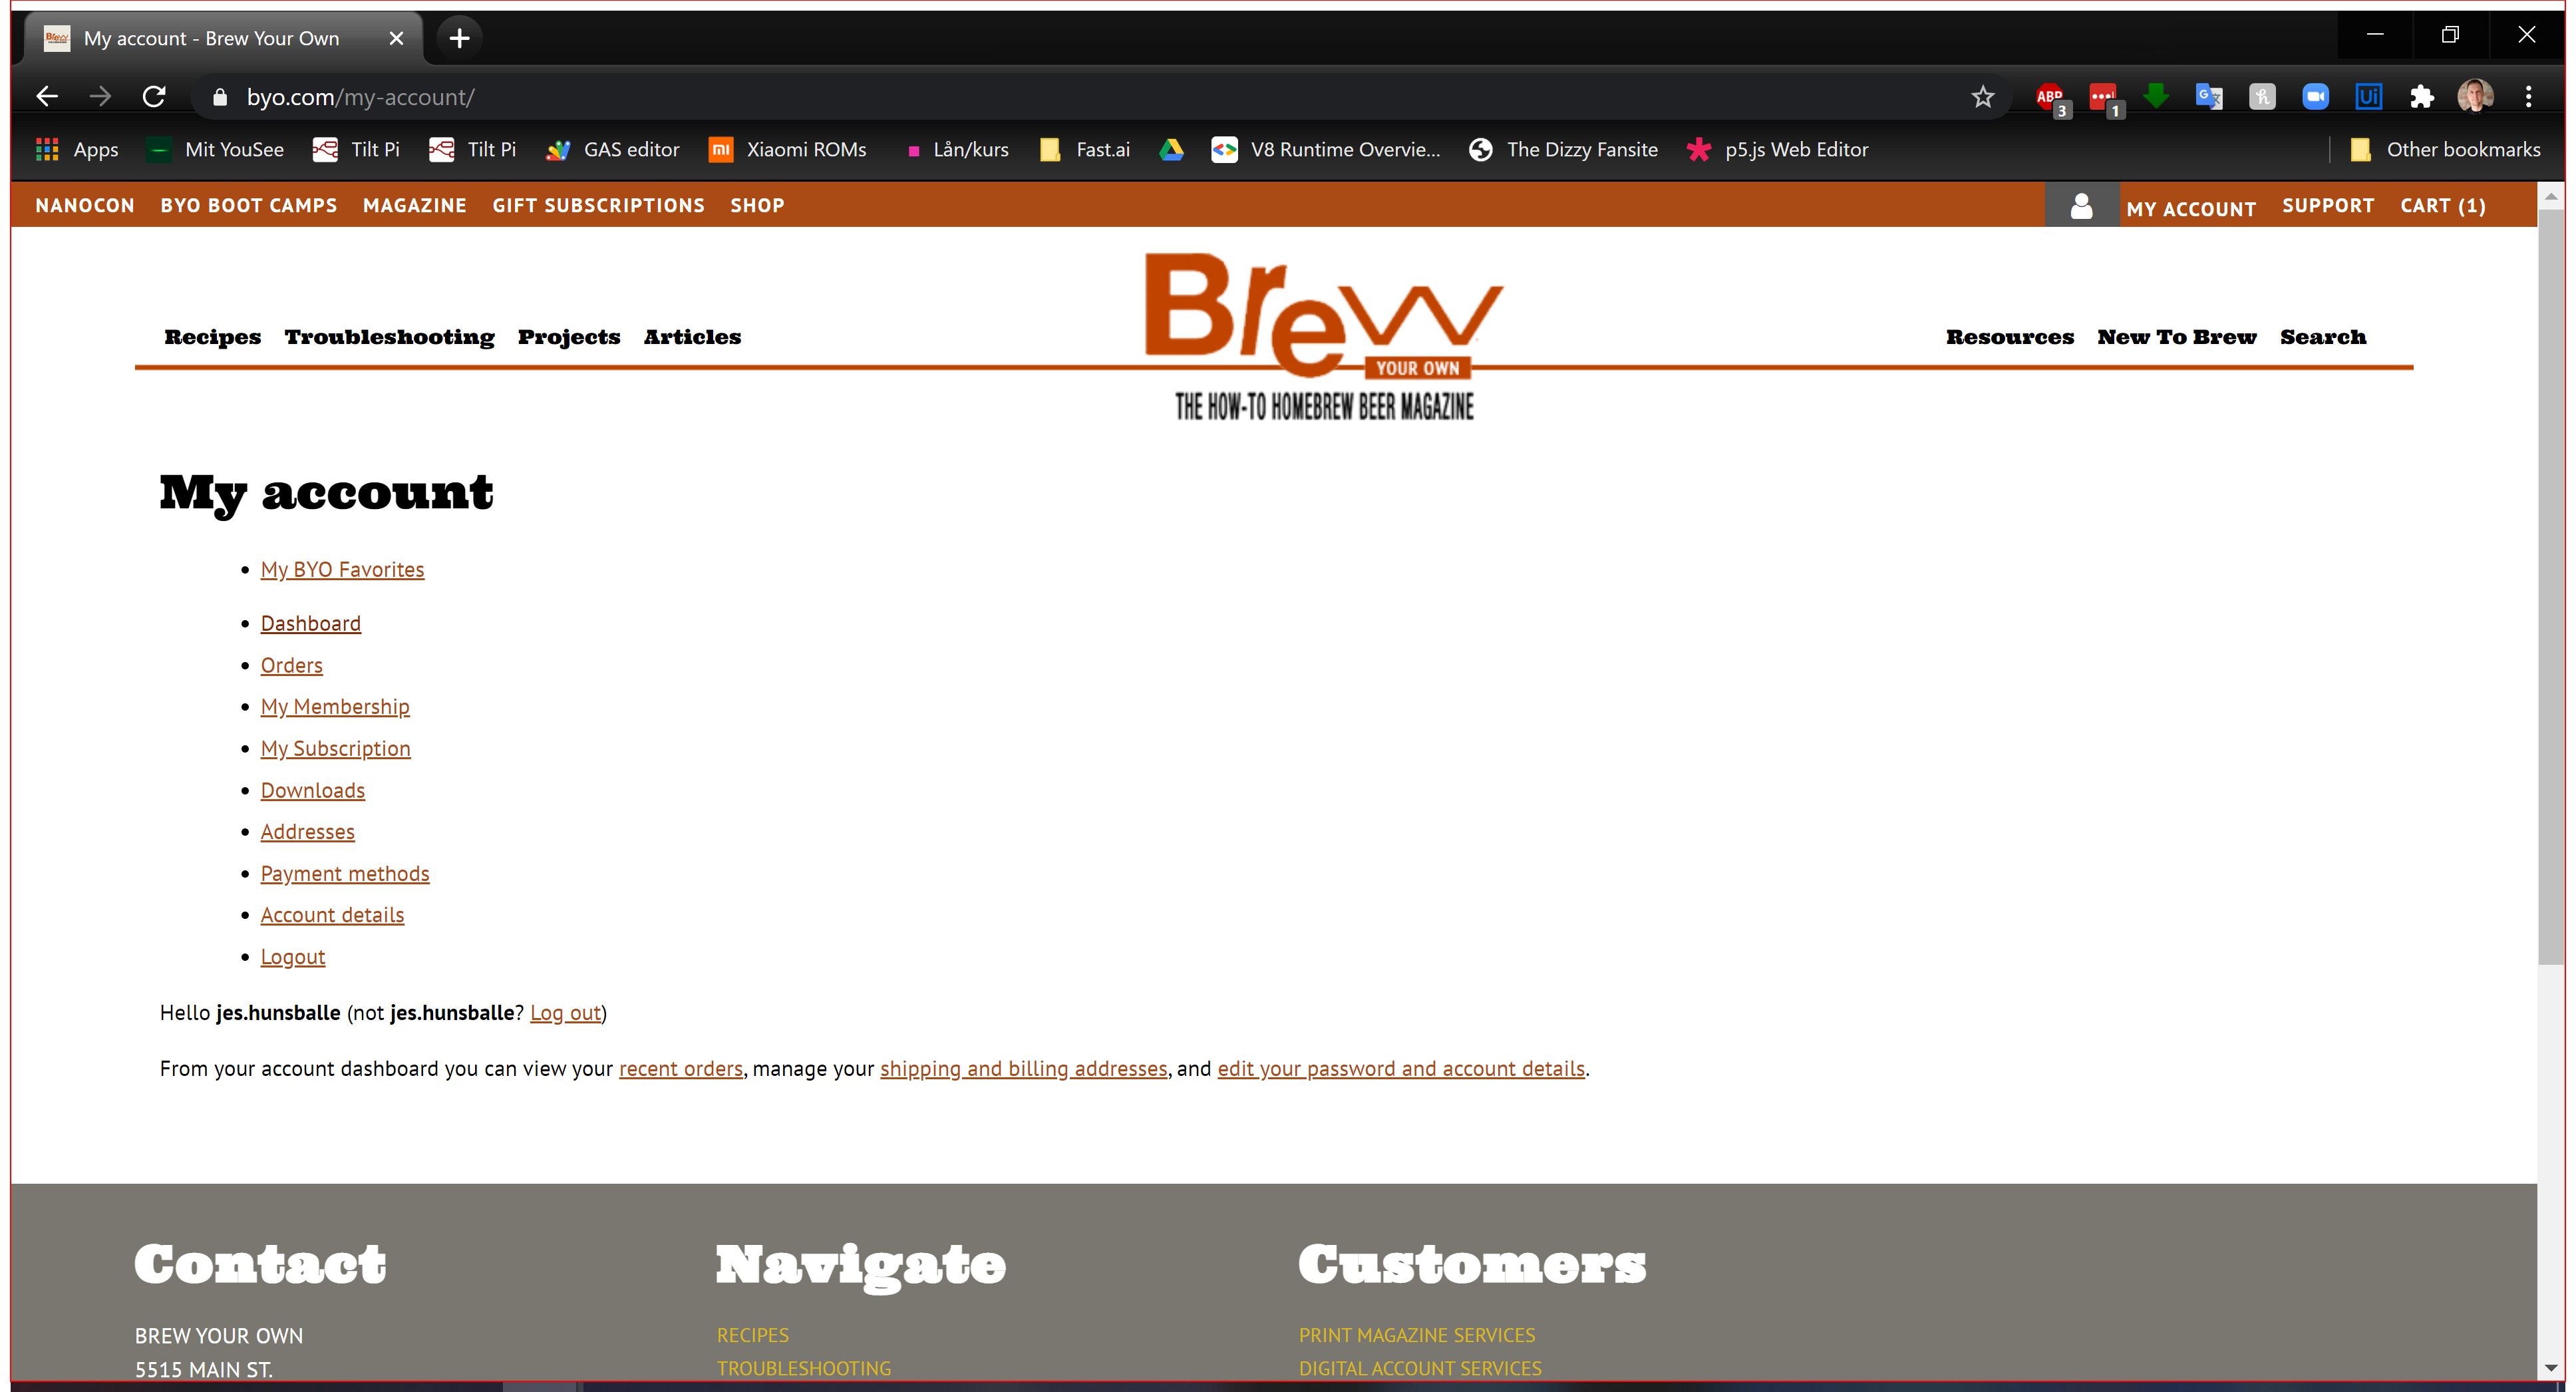 My account - Brew Your Own
byo.com/my-account/
ABP 3 1
Apps Mit YouSee Tilt Pi Tilt Pi GAS editor Xiaomi ROMs Lån/kurs Fast.ai V8 Runtime Overvie... The Dizzy Fansite p5.js Web Editor Other bookmarks
NANOCON BYO BOOT CAMPS MAGAZINE GIFT SUBSCRIPTIONS SHOP MY ACCOUNT SUPPORT CART (1)
Brew
YOUR OWN
THE HOW-TO HOMEBREW BEER MAGAZINE
Recipes Troubleshooting Projects Articles Resources New To Brew Search
My account
My BYO Favorites
Dashboard
Orders
My Membership
My Subscription
Downloads
Addresses
Payment methods
Account details
Logout
Hello jes.hunsballe (not jes.hunsballe? Log out)
From your account dashboard you can view your recent orders, manage your shipping and billing addresses, and edit your password and account details.
Contact Navigate Customers
BREW YOUR OWN RECIPES PRINT MAGAZINE SERVICES
5515 MAIN ST. TROUBLESHOOTING DIGITAL ACCOUNT SERVICES